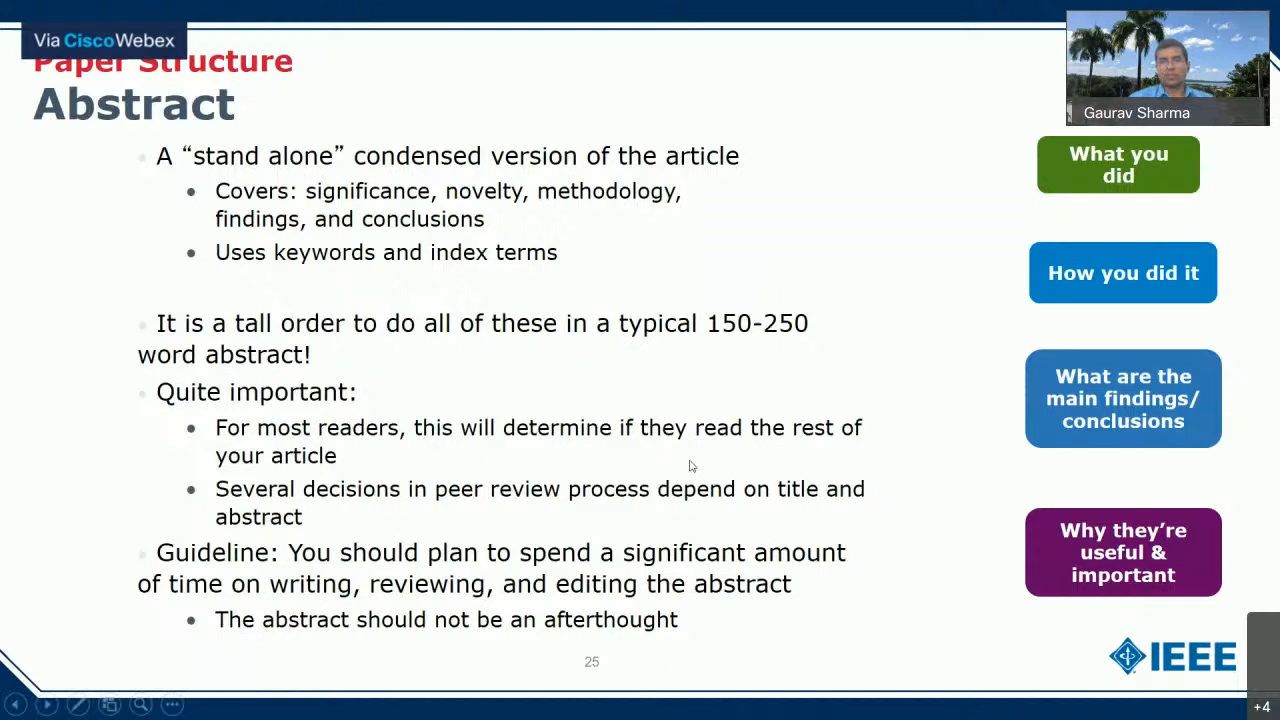 Via CiscoWebex
Paper Structure
Abstract
Gaurav Sharma
A “stand alone” condensed version of the article
Covers: significance, novelty, methodology,
findings, and conclusions
Uses keywords and index terms
It is a tall order to do all of these in a typical 150-250
word abstract!
Quite important:
For most readers, this will determine if they read the rest of
your article
Several decisions in peer review process depend on title and
abstract
Guideline: You should plan to spend a significant amount
of time on writing, reviewing, and editing the abstract
The abstract should not be an afterthought
What you
did
How you did it
What are the
main findings/
conclusions
Why they’re
useful &
important
25
IEEE
+4